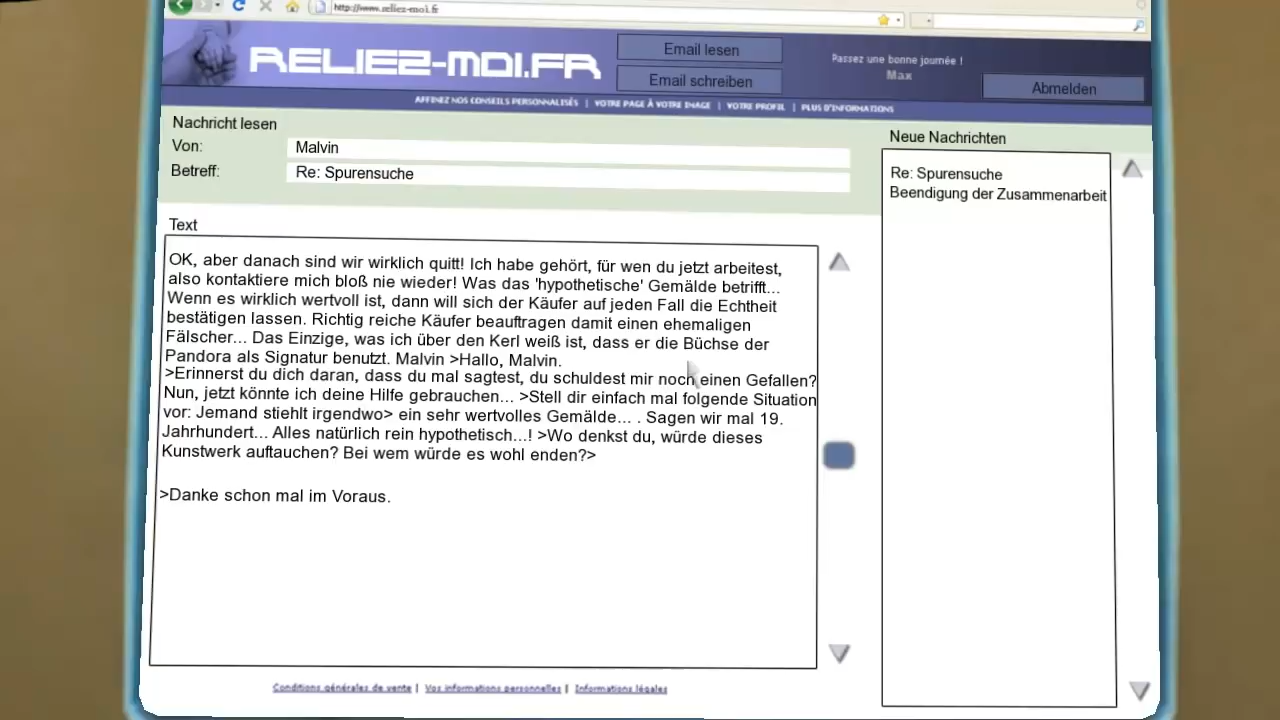 http://www.reliez-moi.fr
RELIEZ-MOI.FR
Email lesen
Email schreiben
Passez une bonne journée !
Max
Abmelden
AFFINEZ NOS CONSEILS PERSONNALISÉS | VOTRE PAGE À VOTRE IMAGE | VOTRE PROFIL | PLUS D'INFORMATIONS
Nachricht lesen
Von: Malvin
Betreff: Re: Spurensuche
Text
OK, aber danach sind wir wirklich quitt! Ich habe gehört, für wen du jetzt arbeitest,
also kontaktiere mich bloß nie wieder! Was das 'hypothetische' Gemälde betrifft...
Wenn es wirklich wertvoll ist, dann will sich der Käufer auf jeden Fall die Echtheit
bestätigen lassen. Richtig reiche Käufer beauftragen damit einen ehemaligen
Fälscher... Das Einzige, was ich über den Kerl weiß ist, dass er die Büchse der
Pandora als Signatur benutzt. Malvin >Hallo, Malvin.
>Erinnerst du dich daran, dass du mal sagtest, du schuldest mir noch einen Gefallen?
Nun, jetzt könnte ich deine Hilfe gebrauchen... >Stell dir einfach mal folgende Situation
vor: Jemand stiehlt irgendwo> ein sehr wertvolles Gemälde... . Sagen wir mal 19.
Jahrhundert... Alles natürlich rein hypothetisch...! >Wo denkst du, würde dieses
Kunstwerk auftauchen? Bei wem würde es wohl enden?>
>Danke schon mal im Voraus.
Neue Nachrichten
Re: Spurensuche
Beendigung der Zusammenarbeit
Conditions générales de vente | Vos informations personnelles | Informations légales